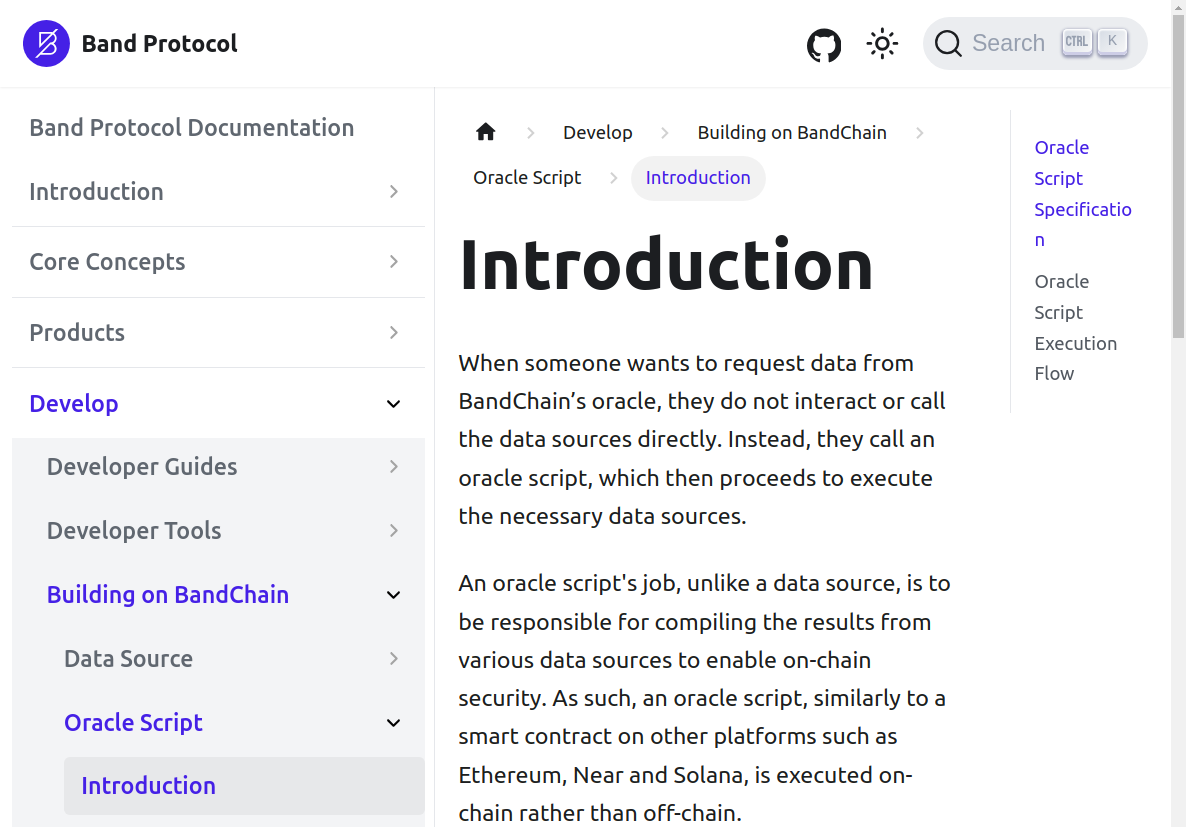 Band Protocol
Search CTRL K
Band Protocol Documentation
Introduction
Core Concepts
Products
Develop
Developer Guides
Developer Tools
Building on BandChain
Data Source
Oracle Script
Introduction
Develop Building on BandChain
Oracle Script Introduction
Introduction
When someone wants to request data from
BandChain’s oracle, they do not interact or call
the data sources directly. Instead, they call an
oracle script, which then proceeds to execute
the necessary data sources.
An oracle script's job, unlike a data source, is to
be responsible for compiling the results from
various data sources to enable on-chain
security. As such, an oracle script, similarly to a
smart contract on other platforms such as
Ethereum, Near and Solana, is executed on-
chain rather than off-chain.
Oracle
Script
Specificatio
n
Oracle
Script
Execution
Flow